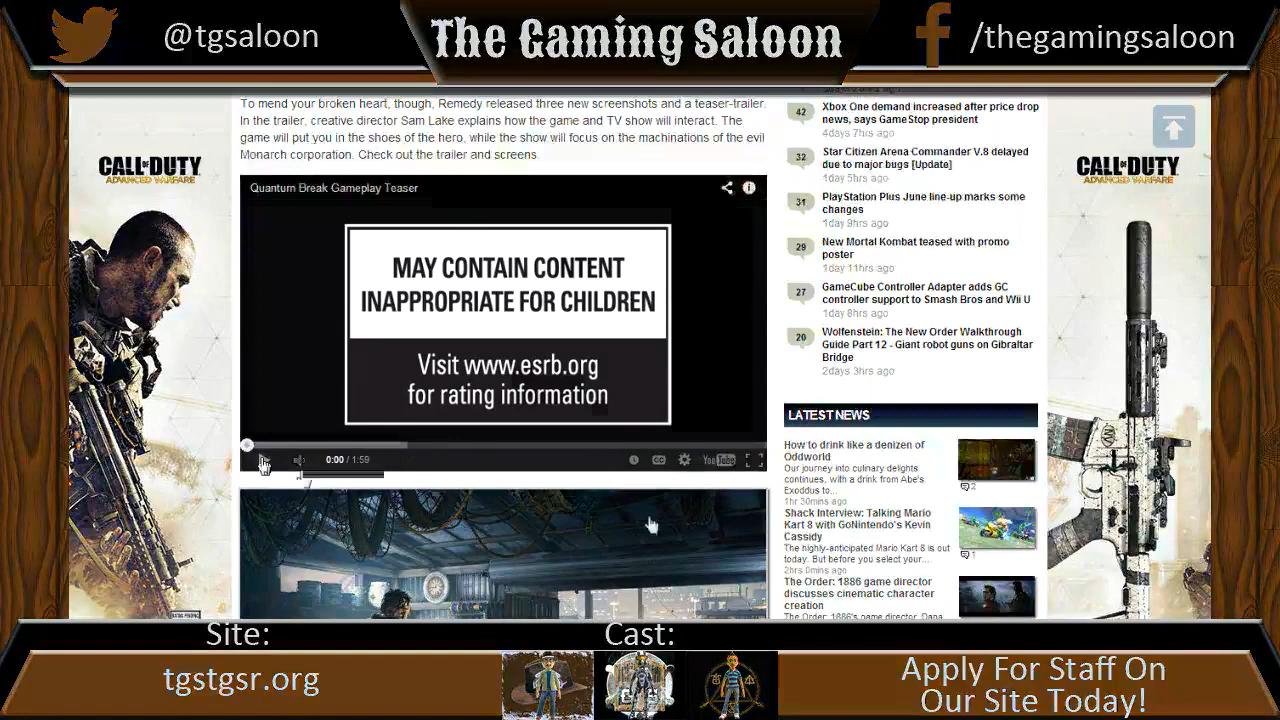 @tgsaloon
The Gaming Saloon
/thegamingsaloon
To mend your broken heart, though, Remedy released three new screenshots and a teaser-trailer.
In the trailer, creative director Sam Lake explains how the game and TV show will interact. The
game will put you in the shoes of the hero, while the show will focus on the machinations of the evil
Monarch corporation. Check out the trailer and screens.
CALL OF DUTY
ADVANCED WARFARE
Quantum Break Gameplay Teaser
MAY CONTAIN CONTENT
INAPPROPRIATE FOR CHILDREN
Visit www.esrb.org
for rating information
0:00 / 1:59
CC
YouTube
42
Xbox One demand increased after price drop
news, says GameStop president
4days 7hrs ago
32
Star Citizen Arena Commander V.8 delayed
due to major bugs [Update]
1day 5hrs ago
31
PlayStation Plus June line-up marks some
changes
1day 9hrs ago
29
New Mortal Kombat teased with promo
poster
1day 11hrs ago
27
GameCube Controller Adapter adds GC
controller support to Smash Bros and Wii U
1day 8hrs ago
20
Wolfenstein: The New Order Walkthrough
Guide Part 12 - Giant robot guns on Gibraltar
Bridge
2days 3hrs ago
LATEST NEWS
How to drink like a denizen of
Oddworld
Our journey into culinary delights
continues, with a drink from Abe's
Exoddus to...
1hr 30mins ago
2
Shack Interview: Talking Mario
Kart 8 with GoNintendo's Kevin
Cassidy
The highly-anticipated Mario Kart 8 is out
today. But before you select your...
2hrs 0mins ago
1
The Order: 1886 game director
discusses cinematic character
creation
The Order: 1886's game director, Dana
CALL OF DUTY
ADVANCED WARFARE
Site:
tgstgsr.org
Cast:
Apply For Staff On
Our Site Today!